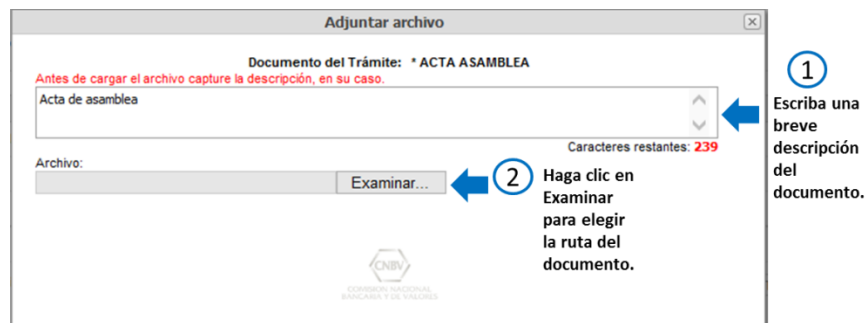 Adjuntar archivo
Documento del Trámite: * ACTA ASAMBLEA
Antes de cargar el archivo capture la descripción, en su caso.
Acta de asamblea
Caracteres restantes: 239
Archivo:
Examinar...
1
Escriba una
breve
descripción
del
documento.
2
Haga clic en
Examinar
para elegir
la ruta del
documento.
CNBV
COMISIÓN NACIONAL
BANCARIA Y DE VALORES